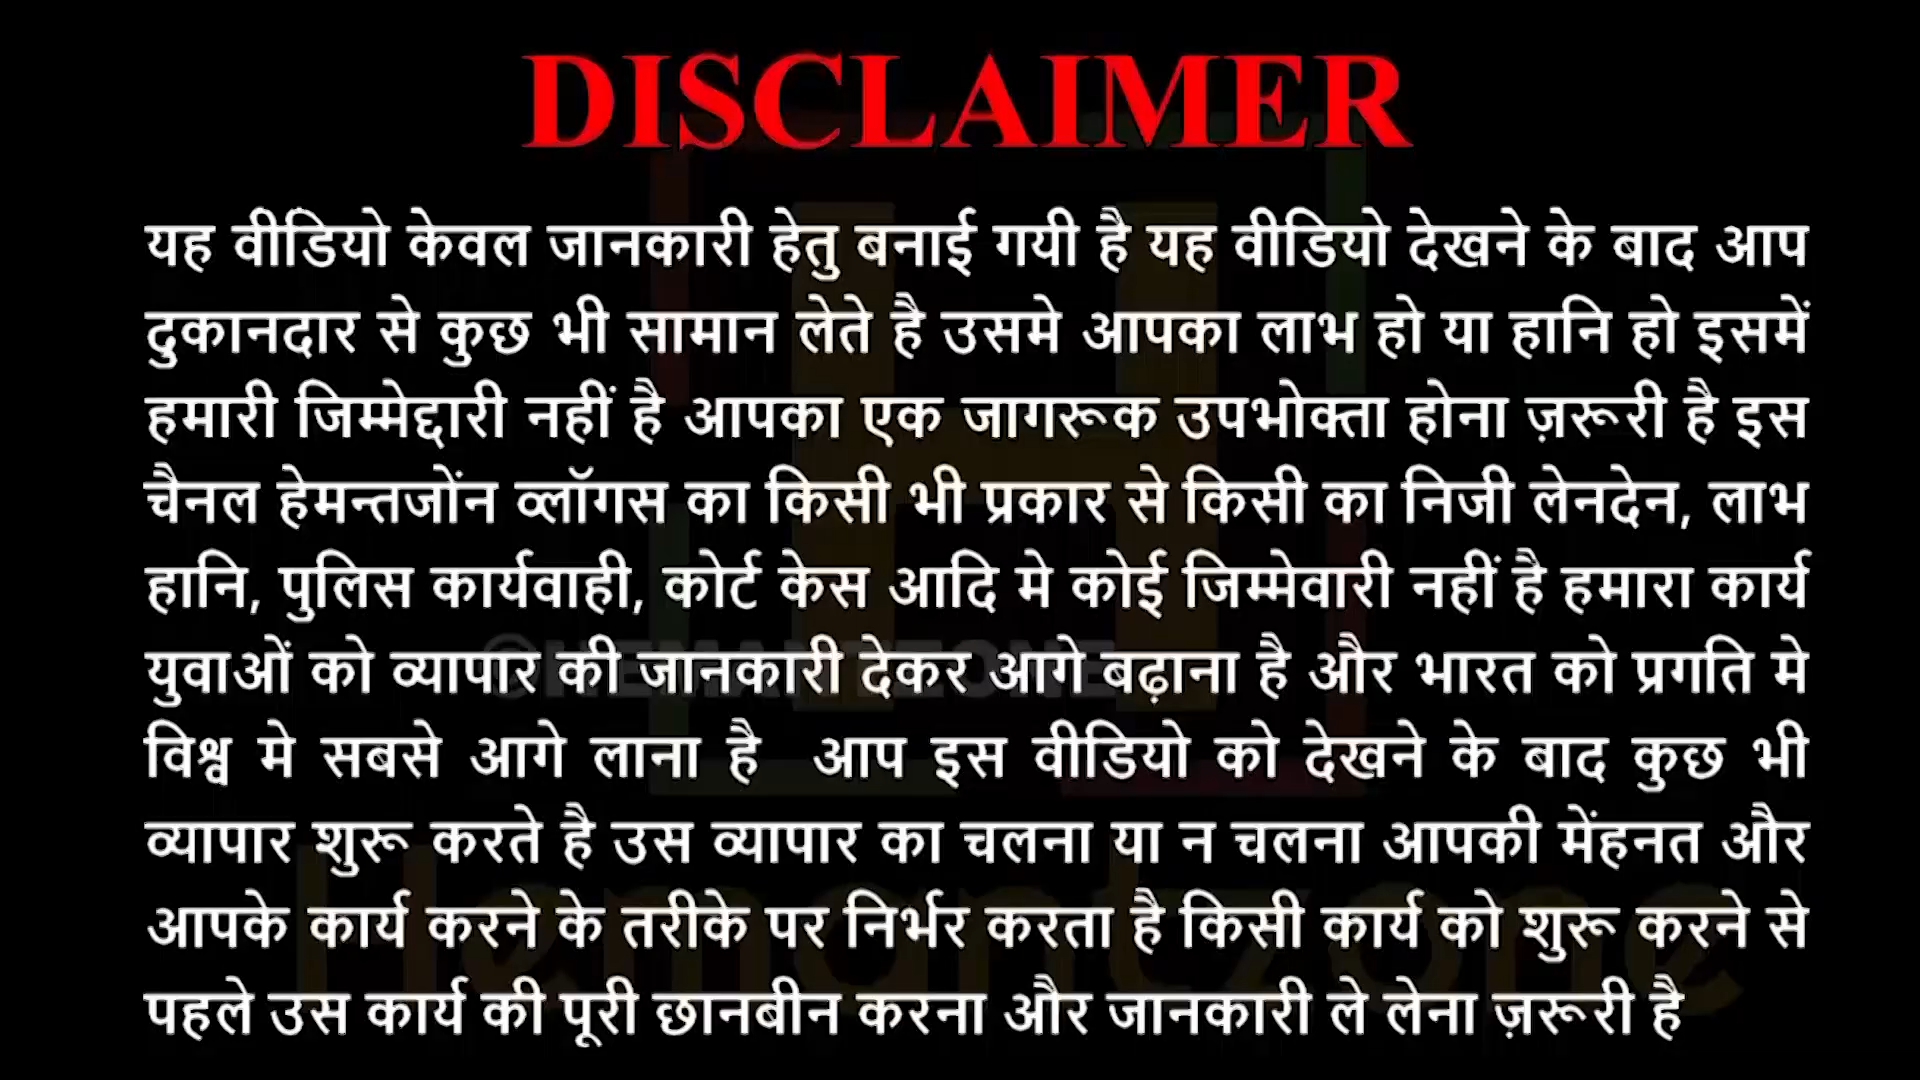 DISCLAIMER
यह वीडियो केवल जानकारी हेतु बनाई गयी है यह वीडियो देखने के बाद आप
दुकानदार से कुछ भी सामान लेते है उसमे आपका लाभ हो या हानि हो इसमें
हमारी जिम्मेद्दारी नहीं है आपका एक जागरूक उपभोक्ता होना ज़रूरी है इस
चैनल हेमन्तजोंन व्लॉगस का किसी भी प्रकार से किसी का निजी लेनदेन, लाभ
हानि, पुलिस कार्यवाही, कोर्ट केस आदि मे कोई जिम्मेवारी नहीं है हमारा कार्य
युवाओं को व्यापार की जानकारी देकर आगे बढ़ाना है और भारत को प्रगति मे
@HEMANTZONE
विश्व मे सबसे आगे लाना है आप इस वीडियो को देखने के बाद कुछ भी
व्यापार शुरू करते है उस व्यापार का चलना या न चलना आपकी मेंहनत और
आपके कार्य करने के तरीके पर निर्भर करता है किसी कार्य को शुरू करने से
Hemantzone
पहले उस कार्य की पूरी छानबीन करना और जानकारी ले लेना ज़रूरी है